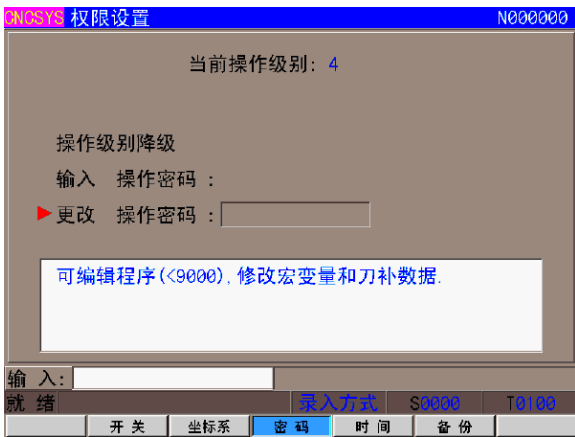 CNCSYS 权限设置 N000000
当前操作级别: 4
操作级别降级
输入 操作密码 :
更改 操作密码 :
可编辑程序(<9000),修改宏变量和刀补数据.
输 入:
就 绪 录入方式 S0000 T0100
开关 坐标系 密码 时间 备份